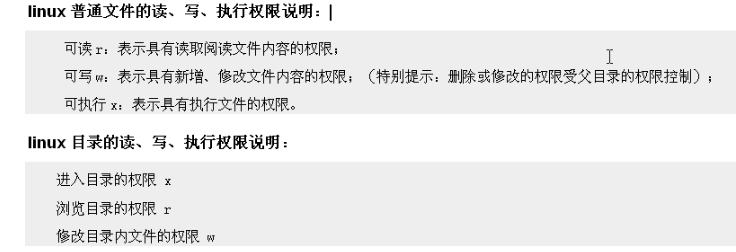 linux 普通文件的读、写、执行权限说明：
可读 r：表示具有读取阅读文件内容的权限；
可写 w：表示具有新增、修改文件内容的权限；（特别提示：删除或修改的权限受父目录的权限控制）；
可执行 x：表示具有执行文件的权限。
linux 目录的读、写、执行权限说明：
进入目录的权限 x
浏览目录的权限 r
修改目录内文件的权限 w